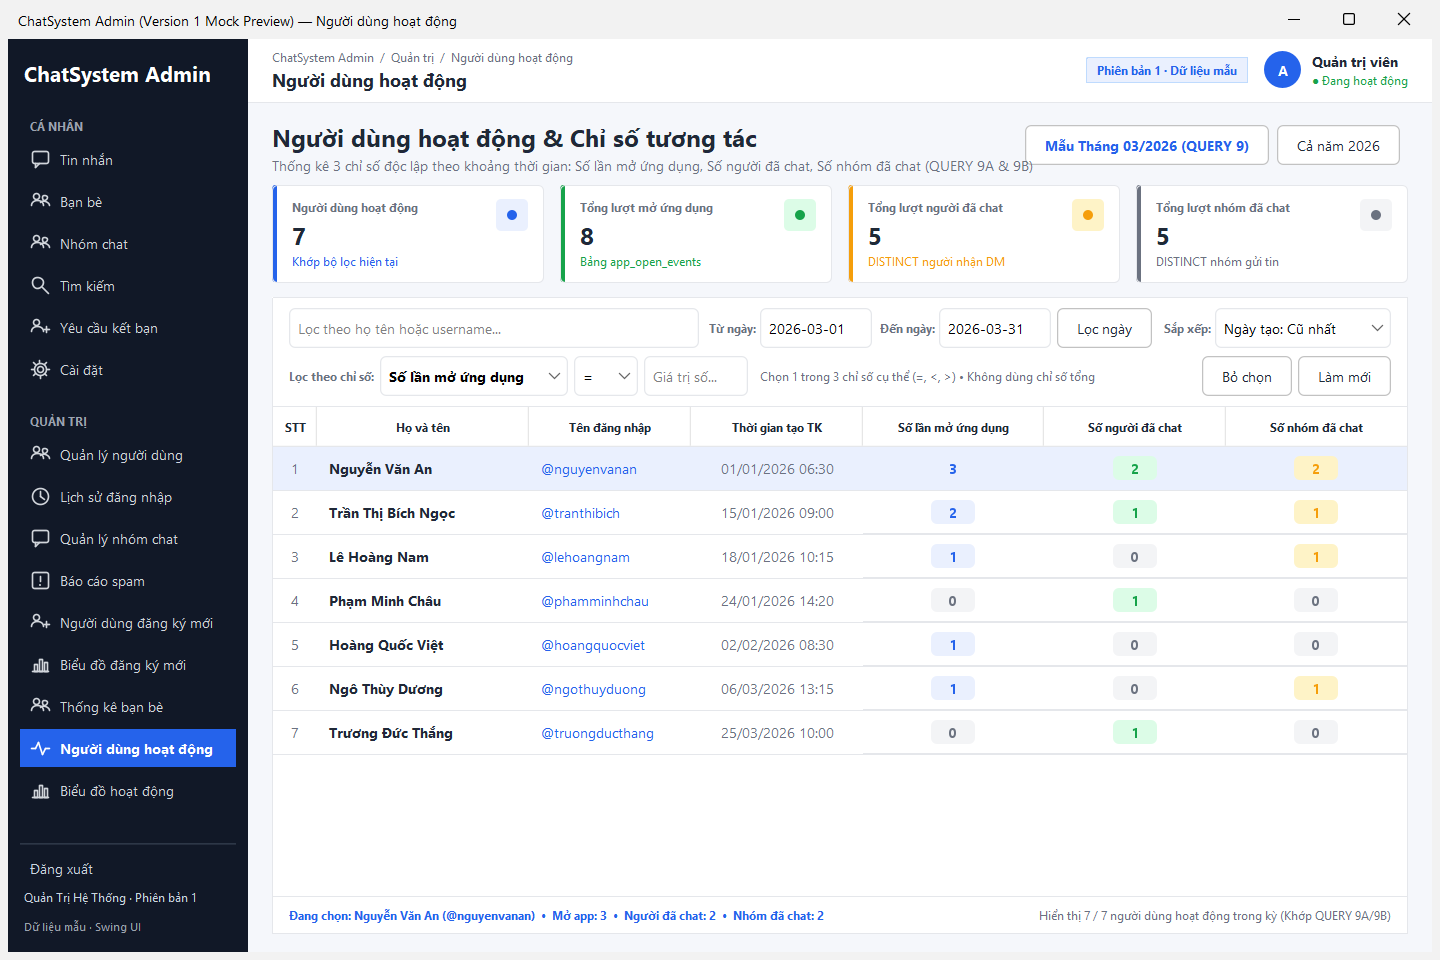 ChatSystem Admin (Version 1 Mock Preview) — Người dùng hoạt động
ChatSystem Admin
CÁ NHÂN
Tin nhắn
Bạn bè
Nhóm chat
Tìm kiếm
Yêu cầu kết bạn
Cài đặt
QUẢN TRỊ
Quản lý người dùng
Lịch sử đăng nhập
Quản lý nhóm chat
Báo cáo spam
Người dùng đăng ký mới
Biểu đồ đăng ký mới
Thống kê bạn bè
Người dùng hoạt động
Biểu đồ hoạt động
Đăng xuất
Quản Trị Hệ Thống · Phiên bản 1
Dữ liệu mẫu · Swing UI
ChatSystem Admin / Quản trị / Người dùng hoạt động
Người dùng hoạt động
Phiên bản 1 · Dữ liệu mẫu
A
Quản trị viên
● Đang hoạt động
Người dùng hoạt động & Chỉ số tương tác
Thống kê 3 chỉ số độc lập theo khoảng thời gian: Số lần mở ứng dụng, Số người đã chat, Số nhóm đã chat (QUERY 9A & 9B)
Mẫu Tháng 03/2026 (QUERY 9)
Cả năm 2026
Người dùng hoạt động
7
Khớp bộ lọc hiện tại
Tổng lượt mở ứng dụng
8
Bảng app_open_events
Tổng lượt người đã chat
5
DISTINCT người nhận DM
Tổng lượt nhóm đã chat
5
DISTINCT nhóm gửi tin
Lọc theo họ tên hoặc username... Từ ngày: 2026-03-01 Đến ngày: 2026-03-31 Lọc ngày Sắp xếp: Ngày tạo: Cũ nhất
Lọc theo chỉ số: Số lần mở ứng dụng = Giá trị số... Chọn 1 trong 3 chỉ số cụ thể (=, <, >) • Không dùng chỉ số tổng Bỏ chọn Làm mới
STT Họ và tên Tên đăng nhập Thời gian tạo TK Số lần mở ứng dụng Số người đã chat Số nhóm đã chat
1 Nguyễn Văn An @nguyenvanan 01/01/2026 06:30 3 2 2
2 Trần Thị Bích Ngọc @tranthibich 15/01/2026 09:00 2 1 1
3 Lê Hoàng Nam @lehoangnam 18/01/2026 10:15 1 0 1
4 Phạm Minh Châu @phamminhchau 24/01/2026 14:20 0 1 0
5 Hoàng Quốc Việt @hoangquocviet 02/02/2026 08:30 1 0 0
6 Ngô Thùy Dương @ngothuyduong 06/03/2026 13:15 1 0 1
7 Trương Đức Thắng @truongducthang 25/03/2026 10:00 0 1 0
Đang chọn: Nguyễn Văn An (@nguyenvanan) • Mở app: 3 • Người đã chat: 2 • Nhóm đã chat: 2
Hiển thị 7 / 7 người dùng hoạt động trong kỳ (Khớp QUERY 9A/9B)